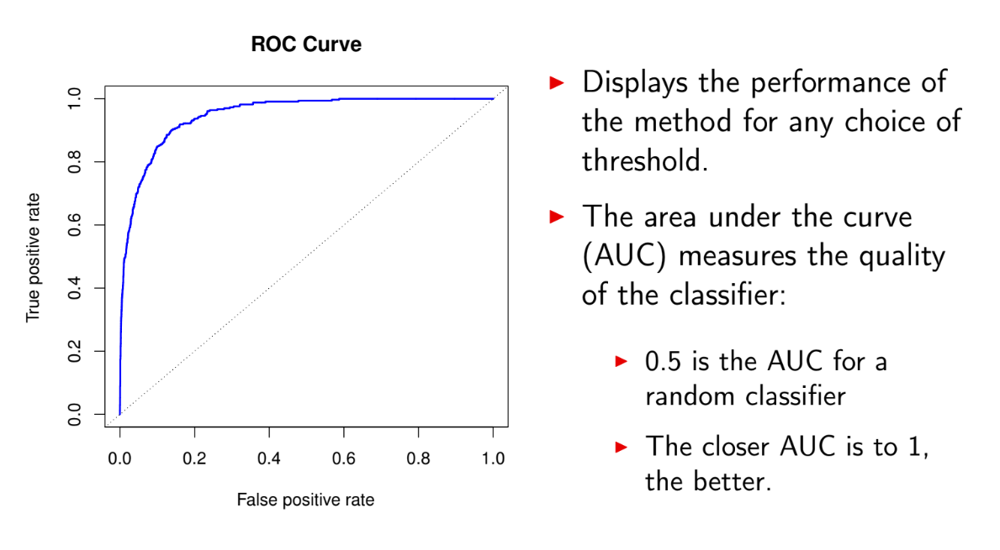 ROC Curve
True positive rate
1.0
0.8
0.6
0.4
0.2
0.0
0.0 0.2 0.4 0.6 0.8 1.0
False positive rate
Displays the performance of
the method for any choice of
threshold.
The area under the curve
(AUC) measures the quality
of the classifier:
0.5 is the AUC for a
random classifier
The closer AUC is to 1,
the better.